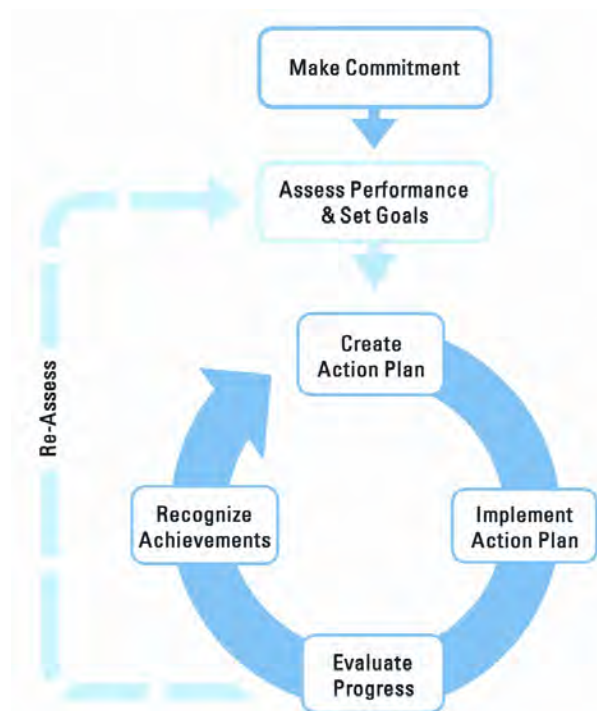 Make Commitment
Assess Performance
& Set Goals
Create
Action Plan
Re-Assess
Recognize
Achievements
Implement
Action Plan
Evaluate
Progress